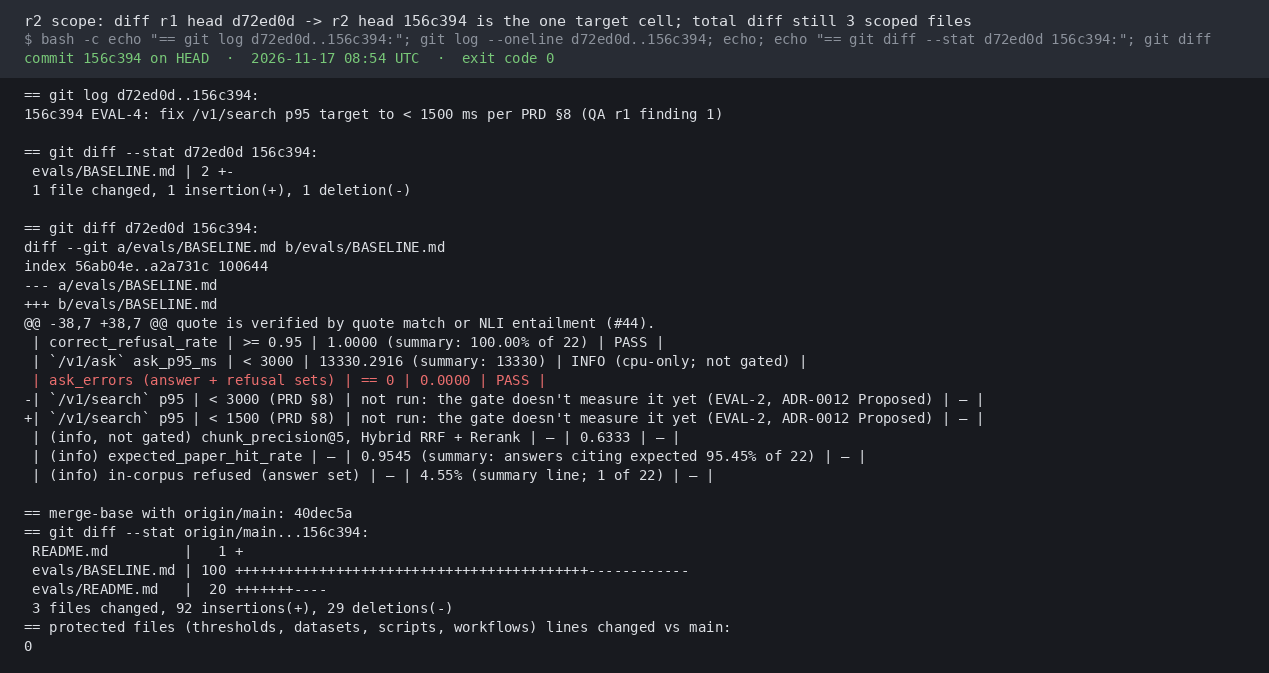 r2 scope: diff r1 head d72ed0d -> r2 head 156c394 is the one target cell; total diff still 3 scoped files
$ bash -c echo "== git log d72ed0d..156c394:"; git log --oneline d72ed0d..156c394; echo; echo "== git diff --stat d72ed0d 156c394:"; git diff
commit 156c394 on HEAD · 2026-11-17 08:54 UTC · exit code 0
== git log d72ed0d..156c394:
156c394 EVAL-4: fix /v1/search p95 target to < 1500 ms per PRD §8 (QA r1 finding 1)
== git diff --stat d72ed0d 156c394:
evals/BASELINE.md | 2 +-
1 file changed, 1 insertion(+), 1 deletion(-)
== git diff d72ed0d 156c394:
diff --git a/evals/BASELINE.md b/evals/BASELINE.md
index 56ab04e..a2a731c 100644
--- a/evals/BASELINE.md
+++ b/evals/BASELINE.md
@@ -38,7 +38,7 @@ quote is verified by quote match or NLI entailment (#44).
| correct_refusal_rate | >= 0.95 | 1.0000 (summary: 100.00% of 22) | PASS |
| `/v1/ask` ask_p95_ms | < 3000 | 13330.2916 (summary: 13330) | INFO (cpu-only; not gated) |
| ask_errors (answer + refusal sets) | == 0 | 0.0000 | PASS |
-| `/v1/search` p95 | < 3000 (PRD §8) | not run: the gate doesn't measure it yet (EVAL-2, ADR-0012 Proposed) | — |
+| `/v1/search` p95 | < 1500 (PRD §8) | not run: the gate doesn't measure it yet (EVAL-2, ADR-0012 Proposed) | — |
| (info, not gated) chunk_precision@5, Hybrid RRF + Rerank | — | 0.6333 | — |
| (info) expected_paper_hit_rate | — | 0.9545 (summary: answers citing expected 95.45% of 22) | — |
| (info) in-corpus refused (answer set) | — | 4.55% (summary line; 1 of 22) | — |
== merge-base with origin/main: 40dec5a
== git diff --stat origin/main...156c394:
README.md | 1 +
evals/BASELINE.md | 100 ++++++++++++++++++++++++++++++++++++++++++------------
evals/README.md | 20 +++++++----
3 files changed, 92 insertions(+), 29 deletions(-)
== protected files (thresholds, datasets, scripts, workflows) lines changed vs main:
0